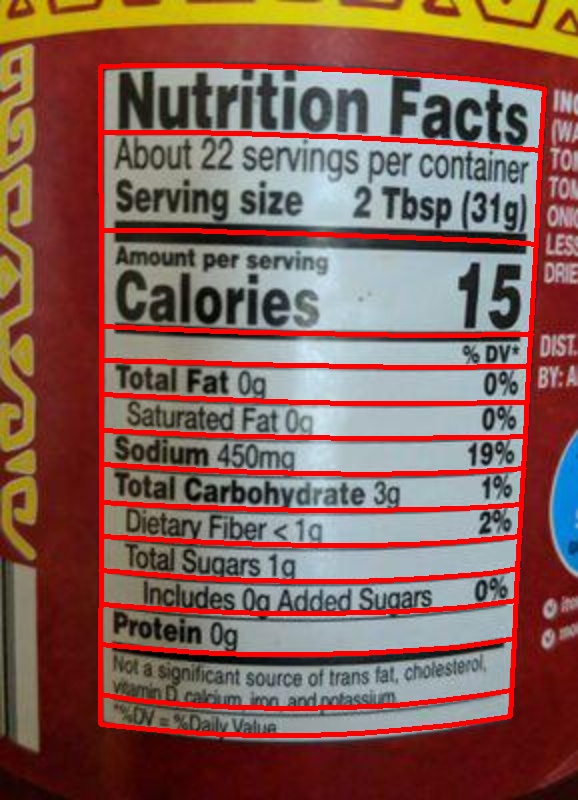 Nutrition Facts
About 22 servings per container
Serving size 2 Tbsp (31g)
Amount per serving
Calories 15
% DV*
Total Fat 0g 0%
Saturated Fat 0g 0%
Sodium 450mg 19%
Total Carbohydrate 3g 1%
Dietary Fiber < 1g 2%
Total Sugars 1g
Includes 0g Added Sugars 0%
Protein 0g
Not a significant source of trans fat, cholesterol,
vitamin D, calcium, iron, and potassium.
*%DV = %Daily Value
DIST.
BY: